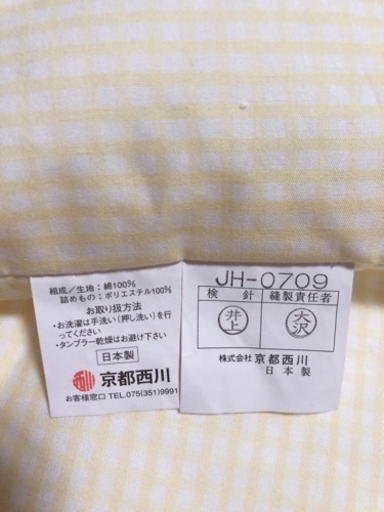 組成／生地：綿100%
詰めもの：ポリエステル100%
お取り扱方法
・お洗濯は手洗い（押し洗い）を行
ってください
・タンブラー乾燥はお避け下さい
日本製
京都西川
お客様窓口 TEL.075(351)9991
JH-0709
検 針 縫製責任者
井上 大沢
株式会社 京都西川
日本製